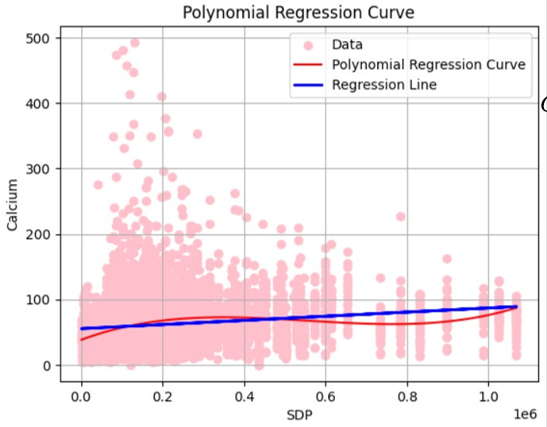 Polynomial Regression Curve
500
400
300
200
100
0
Calcium
Data
Polynomial Regression Curve
Regression Line
0.0 0.2 0.4 0.6 0.8 1.0
1e6
SDP